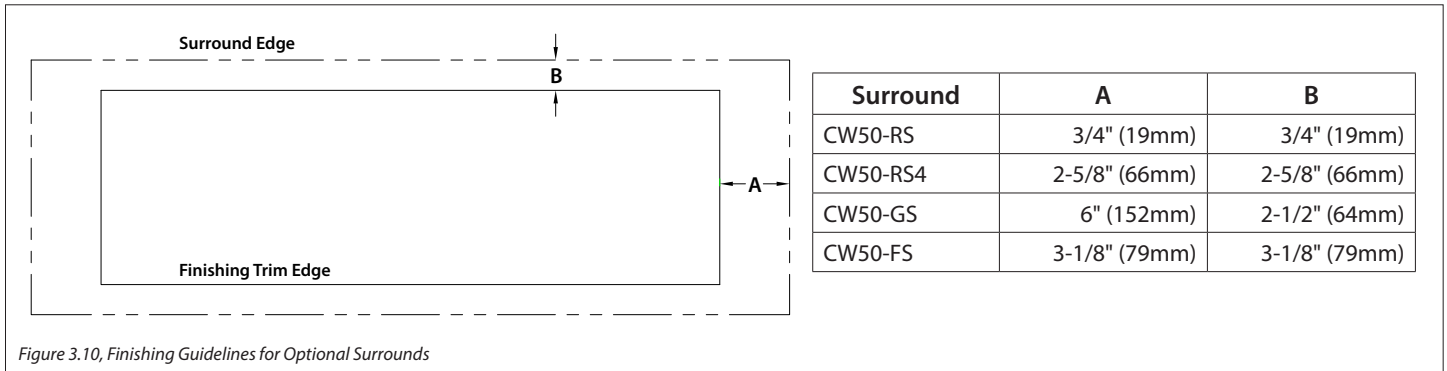 Surround Edge
B
A
Finishing Trim Edge
Surround A B
CW50-RS 3/4" (19mm) 3/4" (19mm)
CW50-RS4 2-5/8" (66mm) 2-5/8" (66mm)
CW50-GS 6" (152mm) 2-1/2" (64mm)
CW50-FS 3-1/8" (79mm) 3-1/8" (79mm)
Figure 3.10, Finishing Guidelines for Optional Surrounds